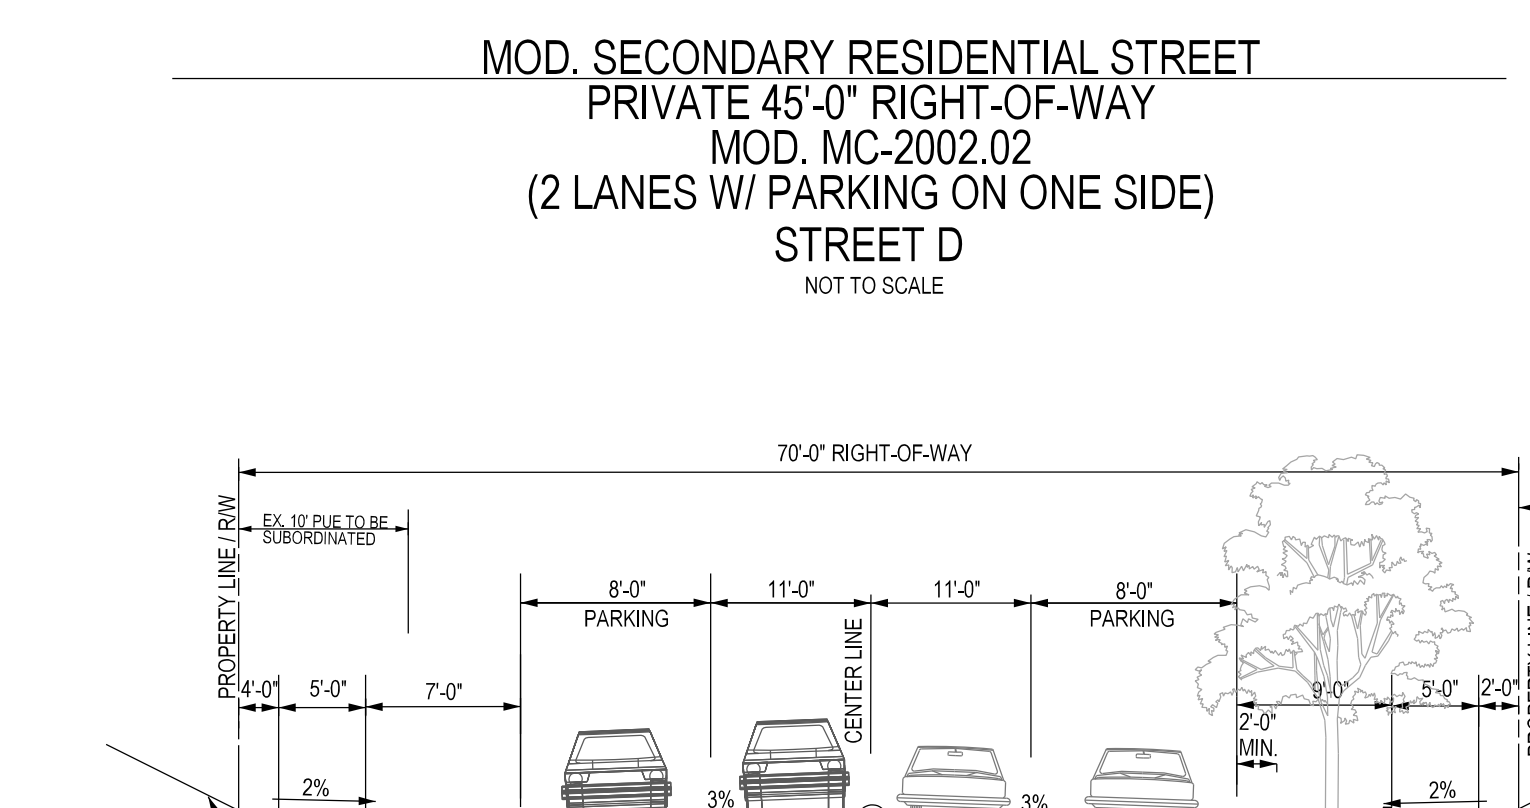 MOD. SECONDARY RESIDENTIAL STREET
PRIVATE 45'-0" RIGHT-OF-WAY
MOD. MC-2002.02
(2 LANES W/ PARKING ON ONE SIDE)
STREET D
NOT TO SCALE
70'-0" RIGHT-OF-WAY
PROPERTY LINE / R/W
EX. 10' PUE TO BE
SUBORDINATED
8'-0"
PARKING
11'-0"
11'-0"
8'-0"
PARKING
CENTER LINE
4'-0"
5'-0"
7'-0"
9'-0"
5'-0"
2'-0"
2'-0"
MIN.
PROPERTY LINE / R/W
2%
3%
3%
2%